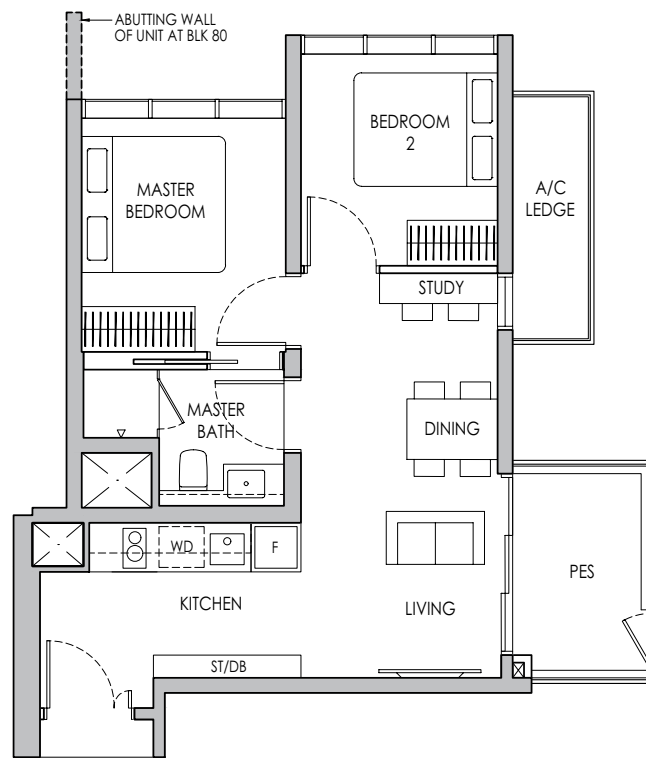 ABUTTING WALL
OF UNIT AT BLK 80
BEDROOM
2
MASTER
BEDROOM
A/C
LEDGE
STUDY
MASTER
BATH
DINING
WD
F
PES
KITCHEN
LIVING
ST/DB